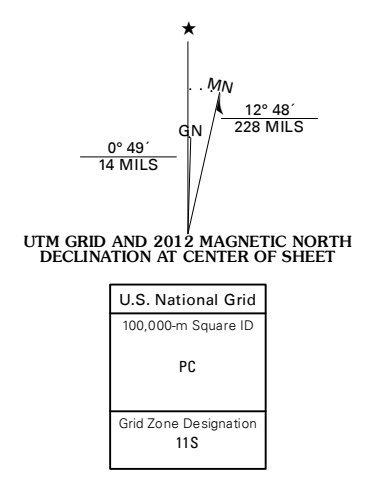 ★
MN
GN
12° 48´
228 MILS
0° 49´
14 MILS
UTM GRID AND 2012 MAGNETIC NORTH
DECLINATION AT CENTER OF SHEET
U.S. National Grid
100,000-m Square ID
PC
Grid Zone Designation
11S